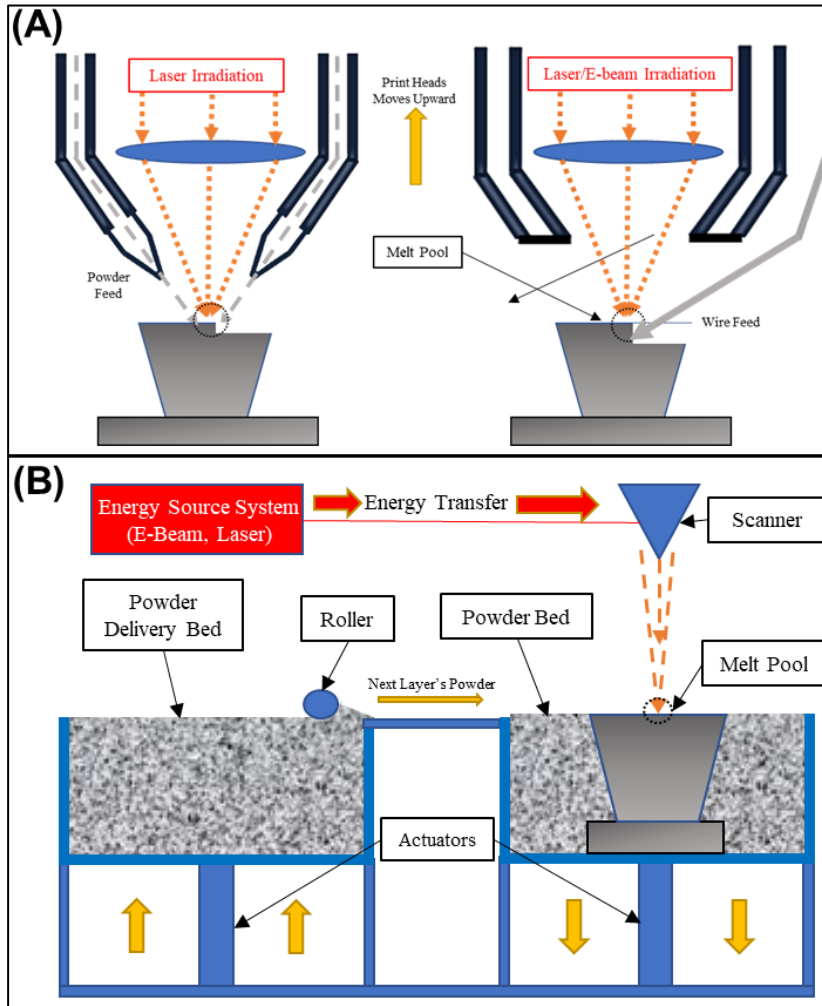 (A)
Laser Irradiation
Print Heads
Moves Upward
Laser/E-beam Irradiation
Powder
Feed
Melt Pool
Wire Feed
(B)
Energy Source System
(E-Beam, Laser)
Energy Transfer
Scanner
Powder
Delivery Bed
Roller
Powder Bed
Melt Pool
Next Layer's Powder
Actuators